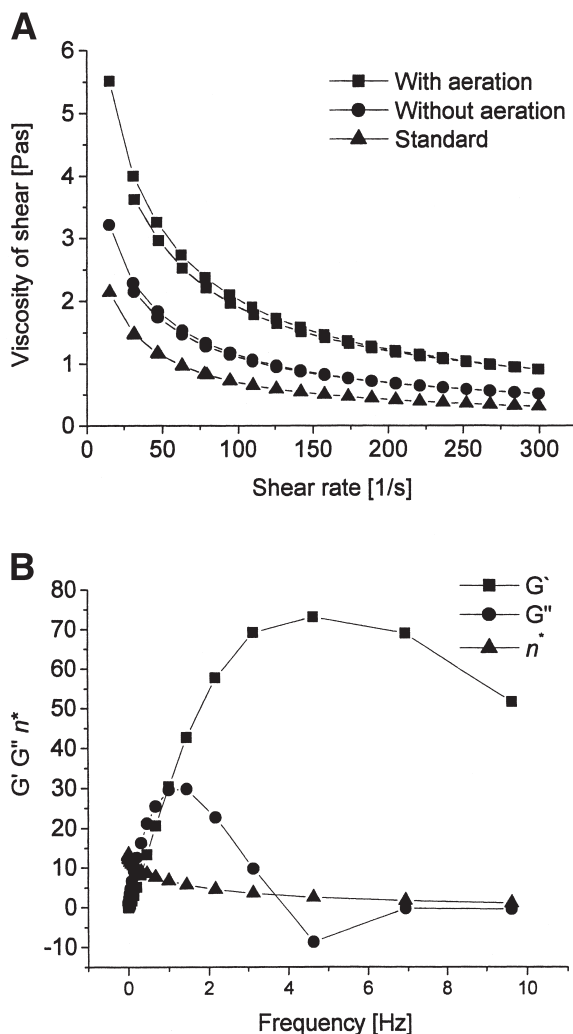 A
6
5
4
3
2
1
0
Viscosity of shear [Pas]
With aeration
Without aeration
Standard
0 50 100 150 200 250 300
Shear rate [1/s]
B
80
70
60
50
40
30
20
10
0
-10
G' G" n*
G`
G"
n*
0 2 4 6 8 10
Frequency [Hz]